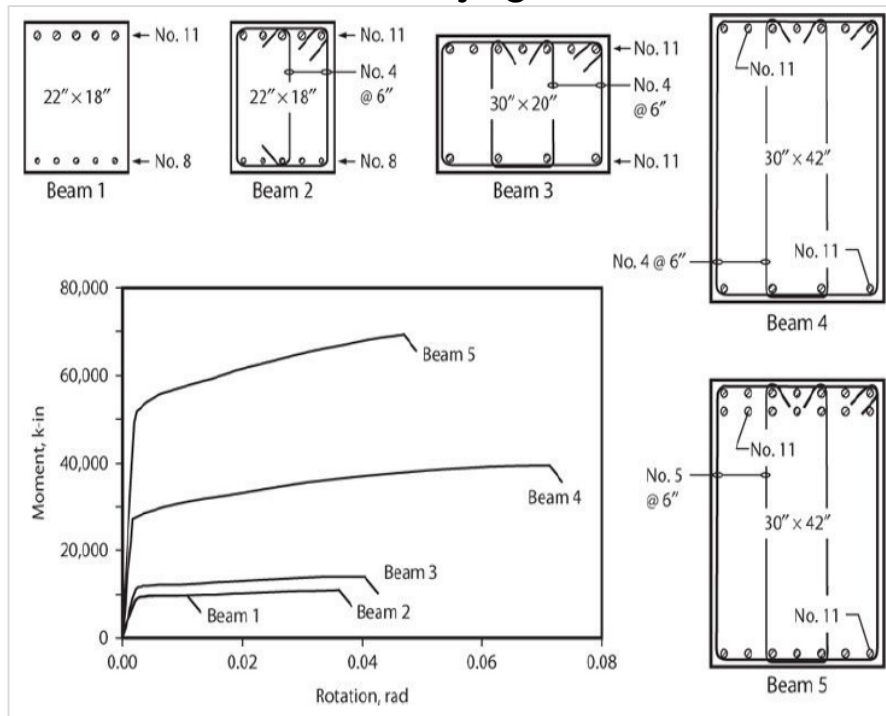 No. 11
22″ × 18″
No. 8
Beam 1
No. 11
No. 4
@ 6″
22″ × 18″
No. 8
Beam 2
No. 11
No. 4
@ 6″
30″ × 20″
No. 11
Beam 3
No. 11
30″ × 42″
No. 4 @ 6″
No. 11
Beam 4
80,000
60,000
40,000
20,000
0
Moment, k-in
Beam 5
Beam 4
Beam 3
Beam 1
Beam 2
0.00
0.02
0.04
0.06
0.08
Rotation, rad
No. 11
No. 5
@ 6″
30″ × 42″
No. 11
Beam 5